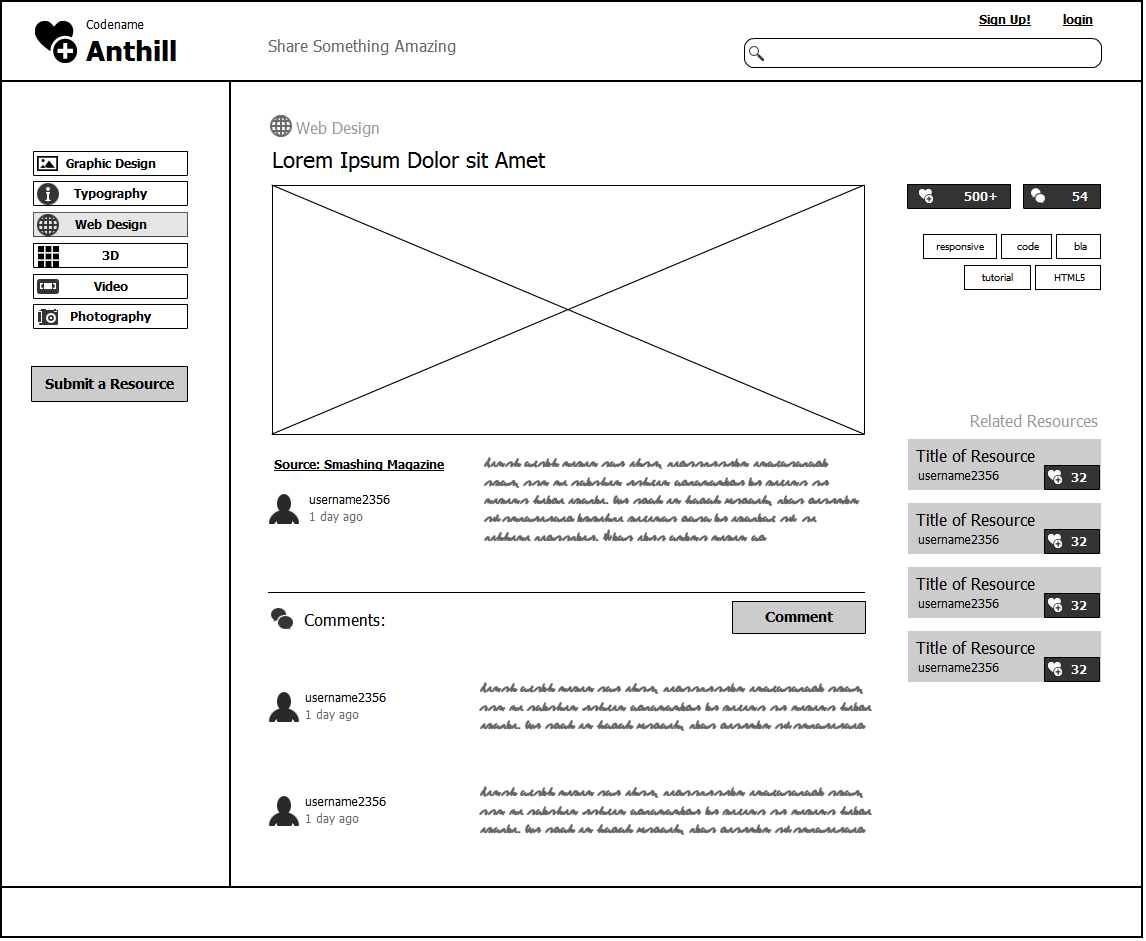 Codename
Anthill
Share Something Amazing
Sign Up!
login
Graphic Design
Typography
Web Design
3D
Video
Photography
Submit a Resource
Web Design
Lorem Ipsum Dolor sit Amet
Source: Smashing Magazine
username2356
1 day ago
Comments:
Comment
username2356
1 day ago
username2356
1 day ago
500+
54
responsive
code
bla
tutorial
HTML5
Related Resources
Title of Resource
username2356
32
Title of Resource
username2356
32
Title of Resource
username2356
32
Title of Resource
username2356
32